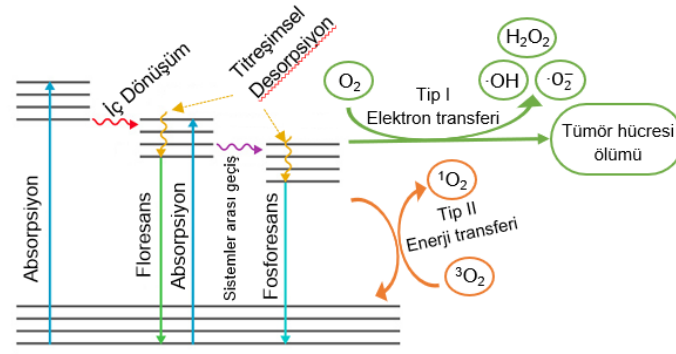 İç Dönüşüm
Titreşimsel
Desorpsiyon
O₂
Tip I
Elektron transferi
H₂O₂
·OH
·O₂⁻
Tümör hücresi
ölümü
Absorpsiyon
Floresans
Absorpsiyon
Sistemler arası geçiş
Fosforesans
¹O₂
Tip II
Enerji transferi
³O₂